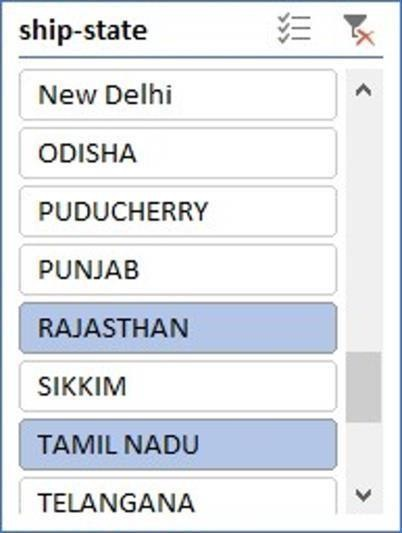 ship-state
New Delhi
ODISHA
PUDUCHERRY
PUNJAB
RAJASTHAN
SIKKIM
TAMIL NADU
TELANGANA